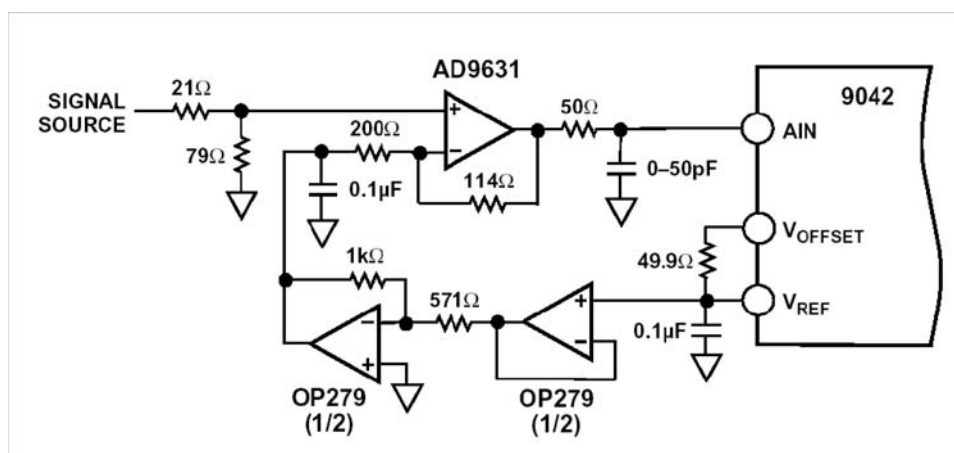 AD9631
9042
SIGNAL
SOURCE
21Ω
79Ω
200Ω
0.1µF
114Ω
50Ω
0–50pF
AIN
VOFFSET
49.9Ω
VREF
0.1µF
1kΩ
571Ω
+
−
−
+
+
−
OP279
(1/2)
OP279
(1/2)